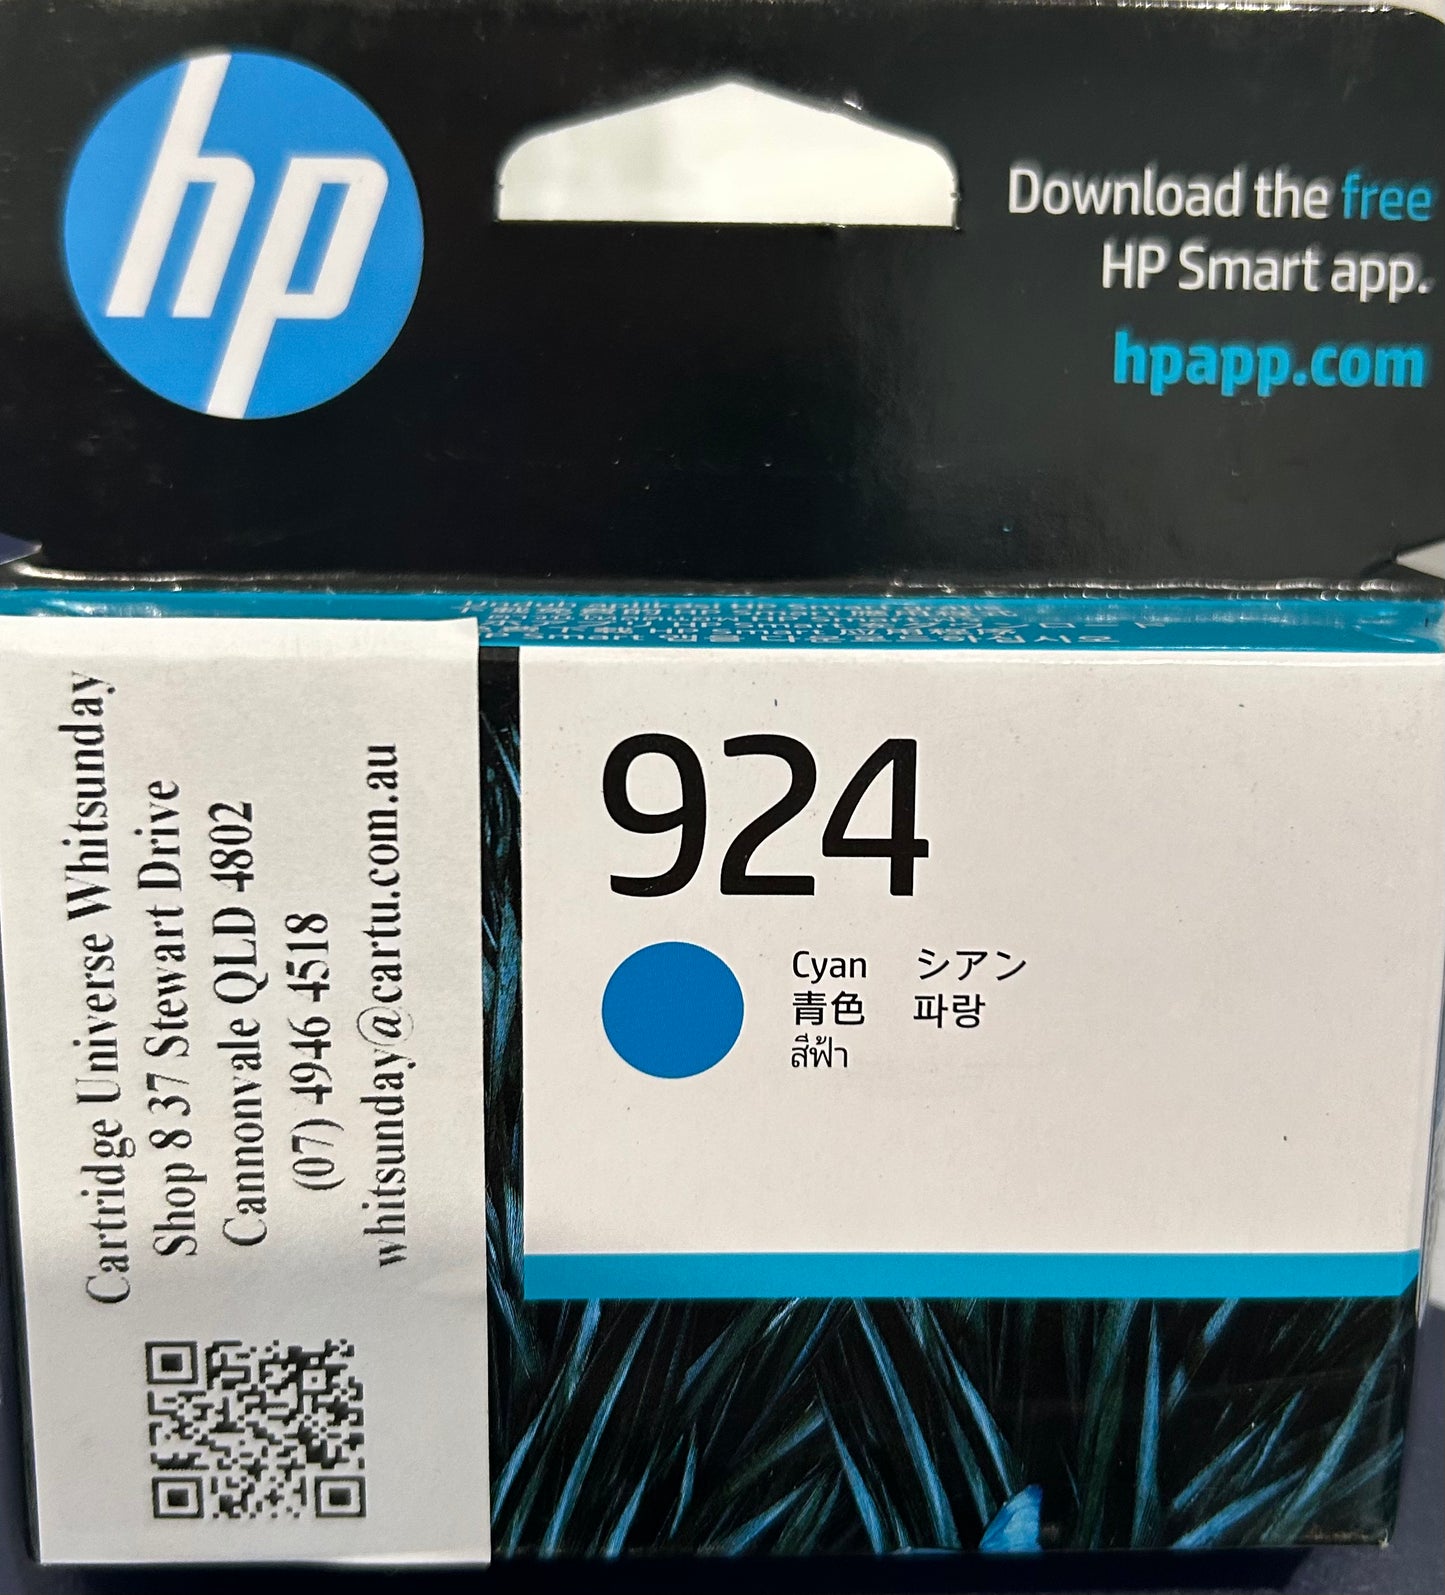 hp
Download the free
HP Smart app.
hpapp.com
924
Cyan シアン
青色 파랑
สีฟ้า
Cartridge Universe Whitsunday
Shop 8 37 Stewart Drive
Cannonvale QLD 4802
(07) 4946 4518
whitsunday@cartu.com.au